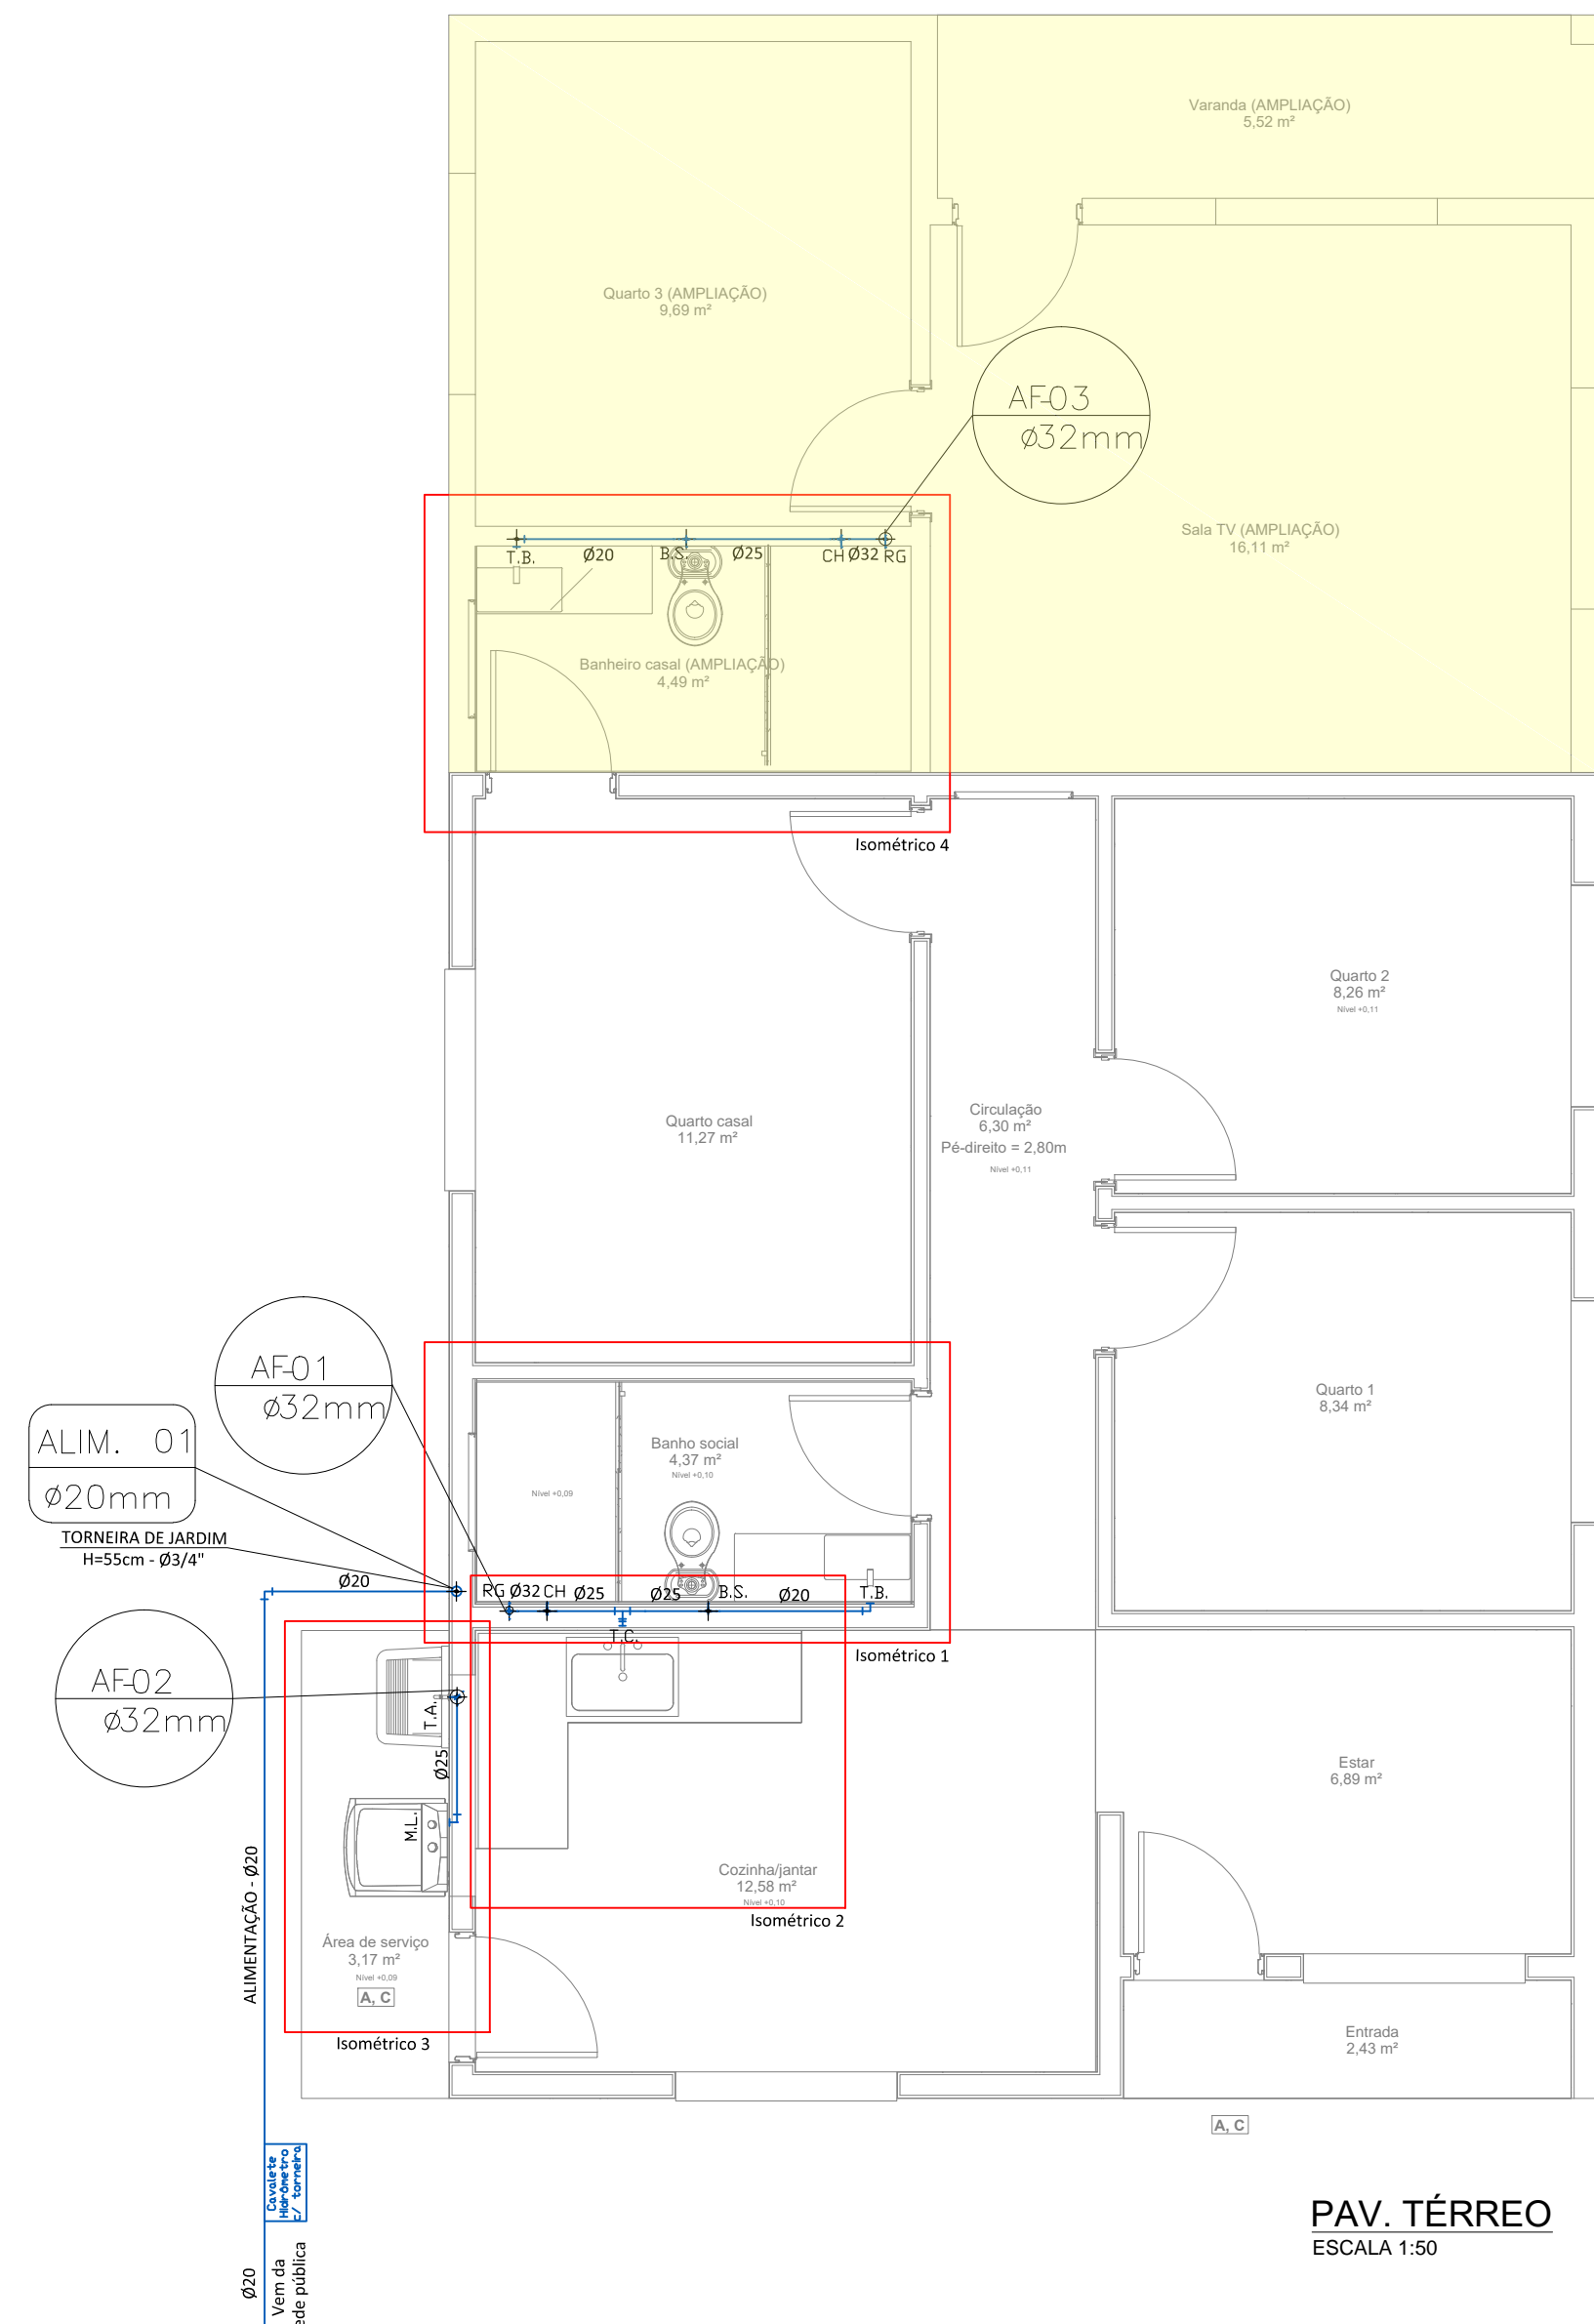 Varanda (AMPLIAÇÃO)
5,52 m²
Quarto 3 (AMPLIAÇÃO)
9,69 m²
AF-03
ø32mm
Sala TV (AMPLIAÇÃO)
16,11 m²
T.B.
Ø20
B.S.
Ø25
CH
Ø32
RG
Banheiro casal (AMPLIAÇÃO)
4,49 m²
Isométrico 4
Quarto 2
8,26 m²
Nível +0,11
Quarto casal
11,27 m²
Circulação
6,30 m²
Pé-direito = 2,80m
Nível +0,11
AF-01
ø32mm
Quarto 1
8,34 m²
ALIM. 01
ø20mm
TORNEIRA DE JARDIM
H=55cm - Ø3/4"
Banho social
4,37 m²
Nível +0,10
Nível +0,09
Ø20
RG
Ø32
CH
Ø25
Ø25
B.S.
Ø20
T.B.
T.C.
Isométrico 1
AF-02
ø32mm
T.A.
Ø25
M.L.
Estar
6,89 m²
Cozinha/jantar
12,58 m²
Nível +0,10
Isométrico 2
ALIMENTAÇÃO - Ø20
Área de serviço
3,17 m²
Nível +0,09
A, C
Isométrico 3
Entrada
2,43 m²
A, C
Cavalete
Hidrômetro
c/ torneira
Ø20
Vem da
ede pública
PAV. TÉRREO
ESCALA 1:50